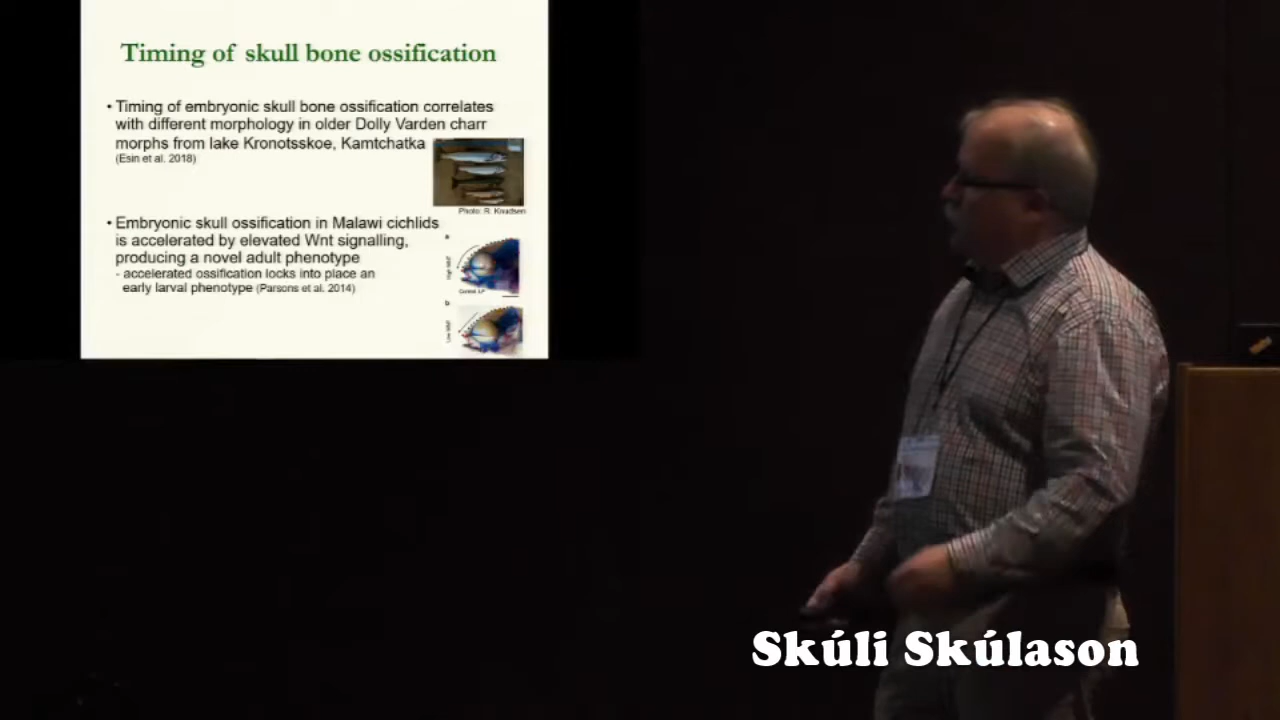 Timing of skull bone ossification
• Timing of embryonic skull bone ossification correlates
with different morphology in older Dolly Varden charr
morphs from lake Kronotsskoe, Kamtchatka
(Esin et al. 2018)
Photo: R. Knudsen
• Embryonic skull ossification in Malawi cichlids
is accelerated by elevated Wnt signalling,
producing a novel adult phenotype
- accelerated ossification locks into place an
early larval phenotype (Parsons et al. 2014)
a
b
Skúli Skúlason